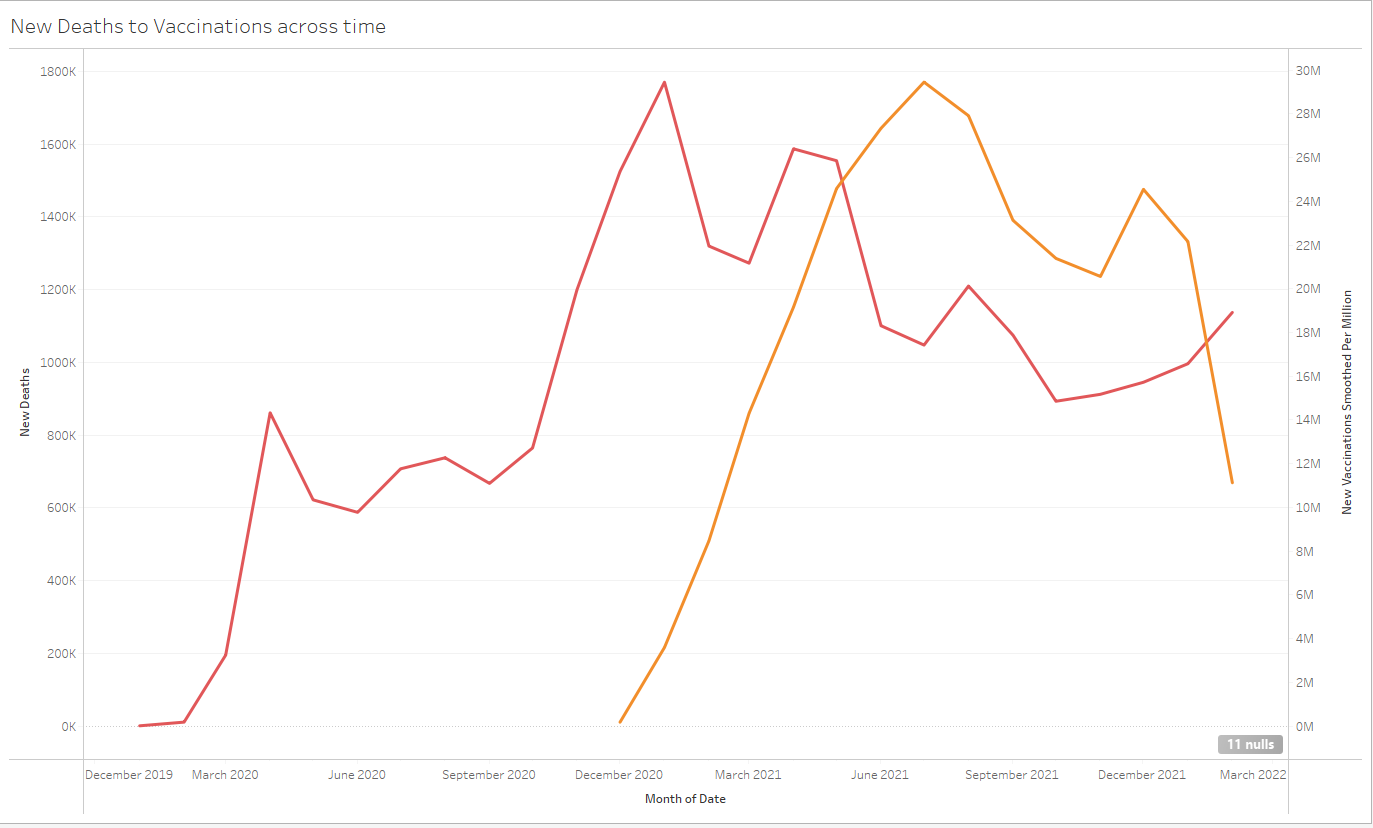 New Deaths to Vaccinations across time
1800K
1600K
1400K
1200K
1000K
800K
600K
400K
200K
0K
New Deaths
30M
28M
26M
24M
22M
20M
18M
16M
14M
12M
10M
8M
6M
4M
2M
0M
New Vaccinations Smoothed Per Million
11 nulls
December 2019 March 2020 June 2020 September 2020 December 2020 March 2021 June 2021 September 2021 December 2021 March 2022
Month of Date